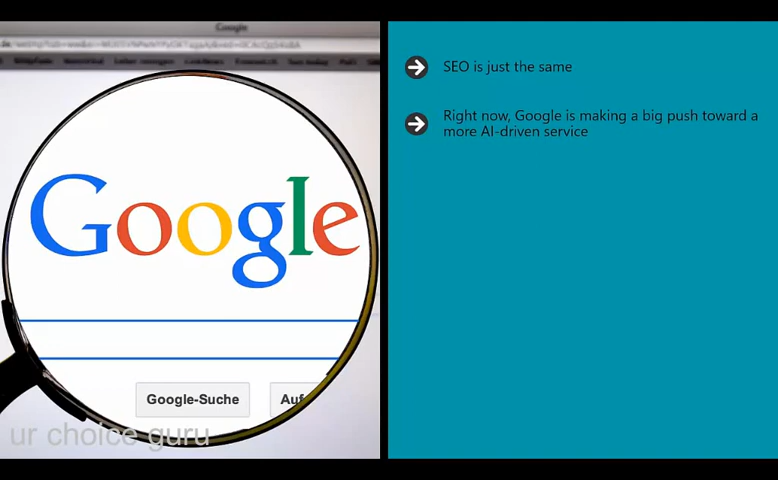 Google
Google
Google-Suche
Auf
ur choice guru
SEO is just the same
Right now, Google is making a big push toward a
more AI-driven service